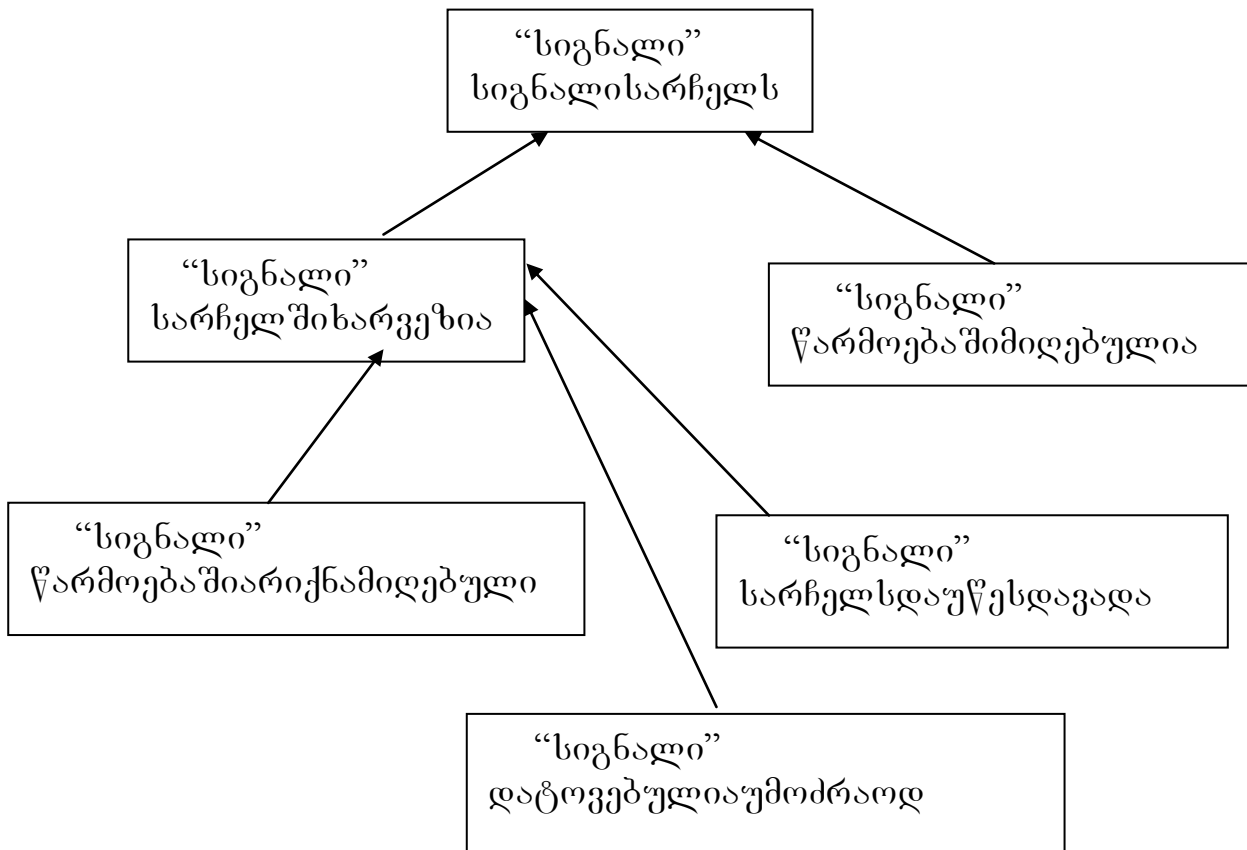 “სიგნალი”
სიგნალისარჩელს
“სიგნალი”
სარჩელშიხარვეზია
“სიგნალი”
წარმოებაშიმიღებულია
“სიგნალი”
წარმოებაშიარიქნამიღებული
“სიგნალი”
სარჩელსდაუწესდავადა
“სიგნალი”
დატოვებულიაუმოძრაოდ